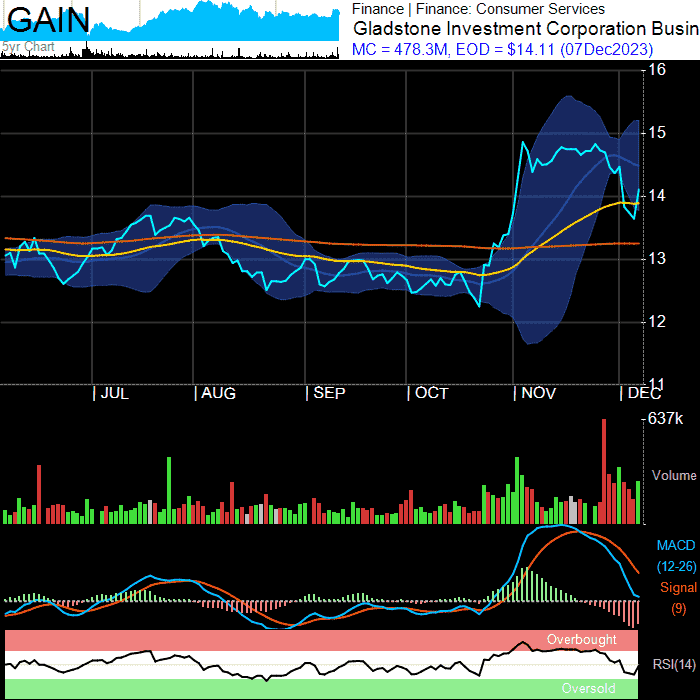 GAIN
5yr Chart
Finance | Finance: Consumer Services
Gladstone Investment Corporation Busin
MC = 478.3M, EOD = $14.11 (07Dec2023)
16
15
14
13
12
11
| JUL | AUG | SEP | OCT | NOV | DEC
637k
Volume
MACD
(12-26)
Signal
(9)
Overbought
RSI(14)
Oversold